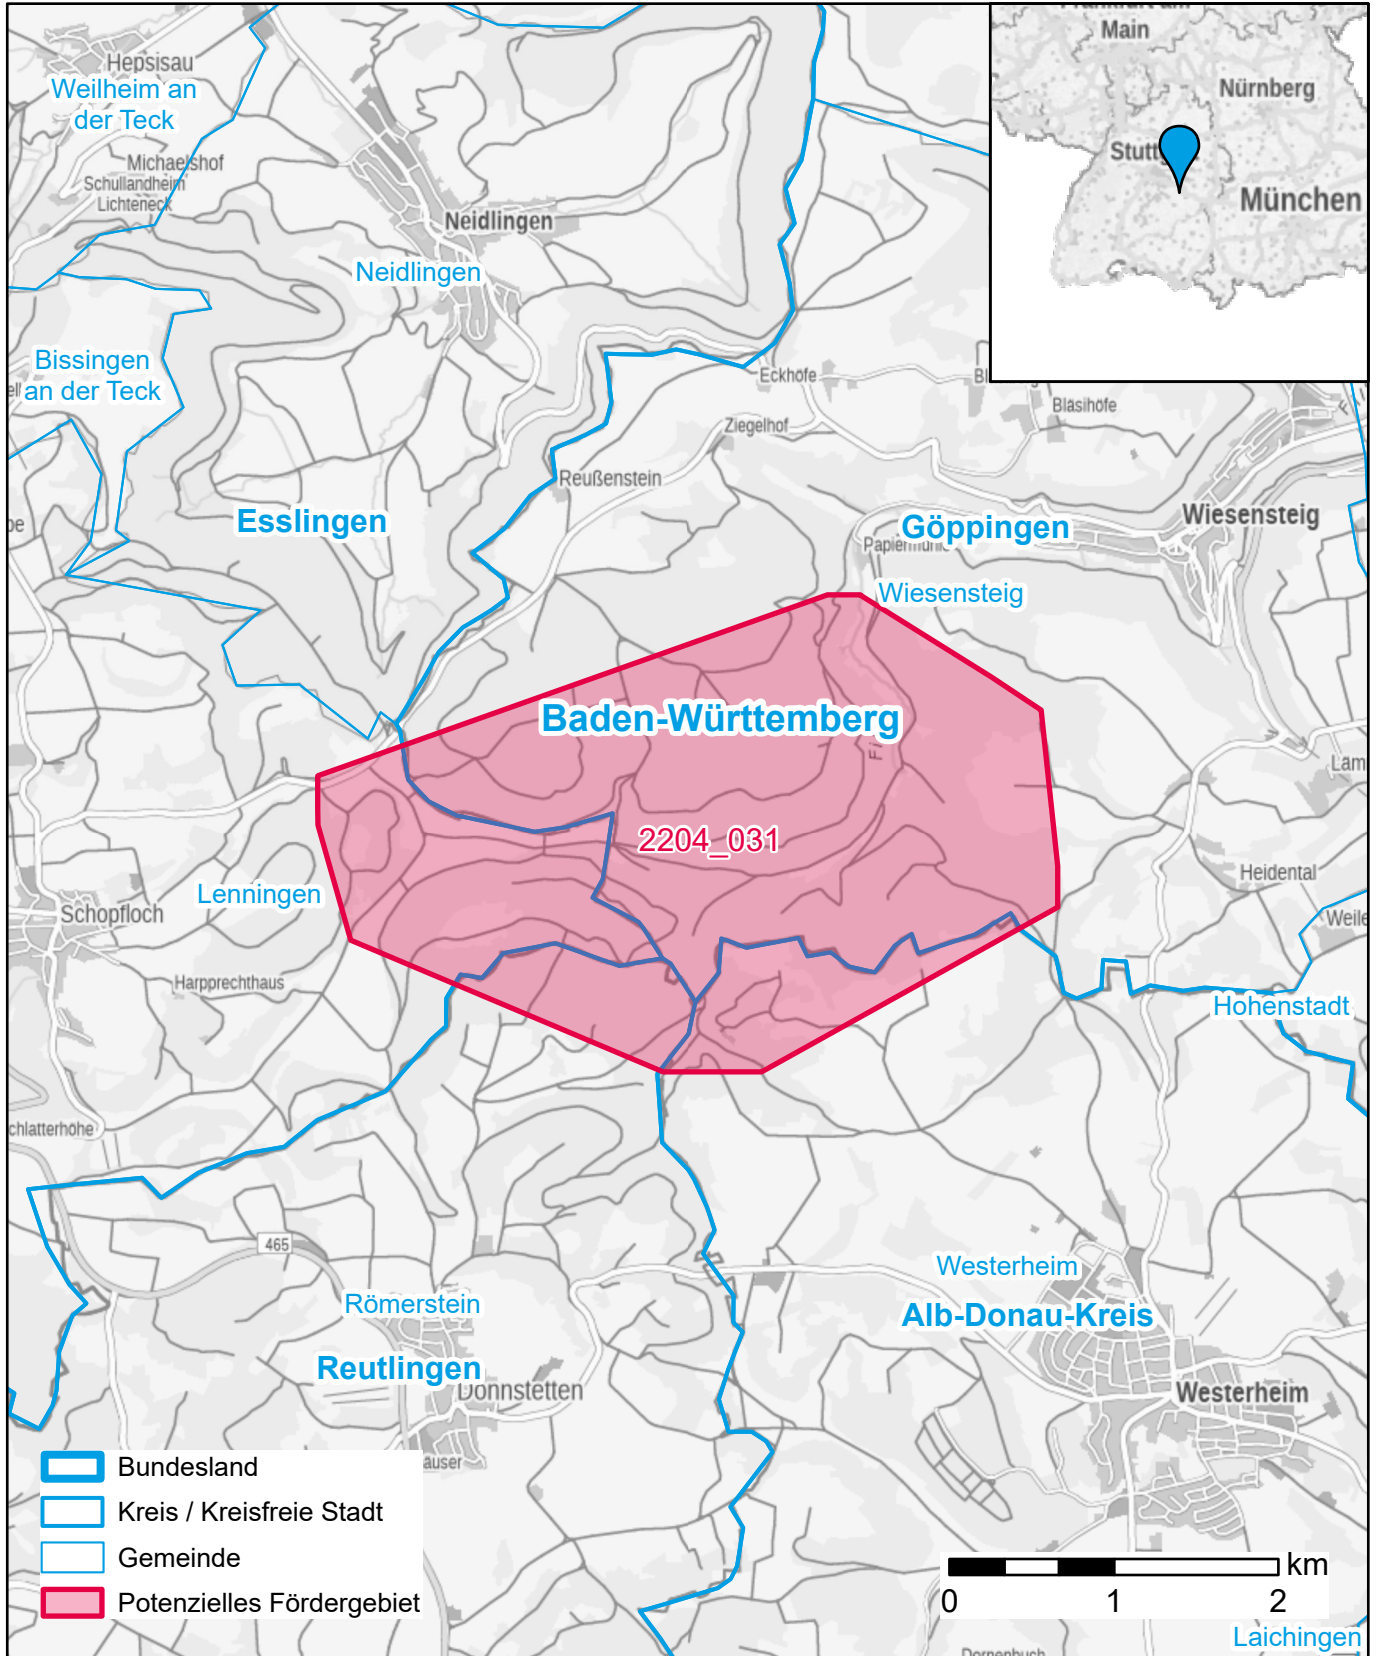 Hepsisau
Weilheim an
der Teck
Michaelshof
Schullandheim
Lichteneck
Neidlingen
Neidlingen
Main
Nürnberg
München
Bissingen
an der Teck
Eckhöfe
Bläsihöfe
Ziegelhof
Reußenstein
Esslingen
Göppingen
Wiesensteig
Papiermühle
Wiesensteig
Baden-Württemberg
2204_031
Lenningen
Schopfloch
Harpprechthaus
Heidental
Hohenstadt
465
Römerstein
Reutlingen
Donnstetten
Westerheim
Alb-Donau-Kreis
Westerheim
Bundesland
Kreis / Kreisfreie Stadt
Gemeinde
Potenzielles Fördergebiet
km
0 1 2
Laichingen